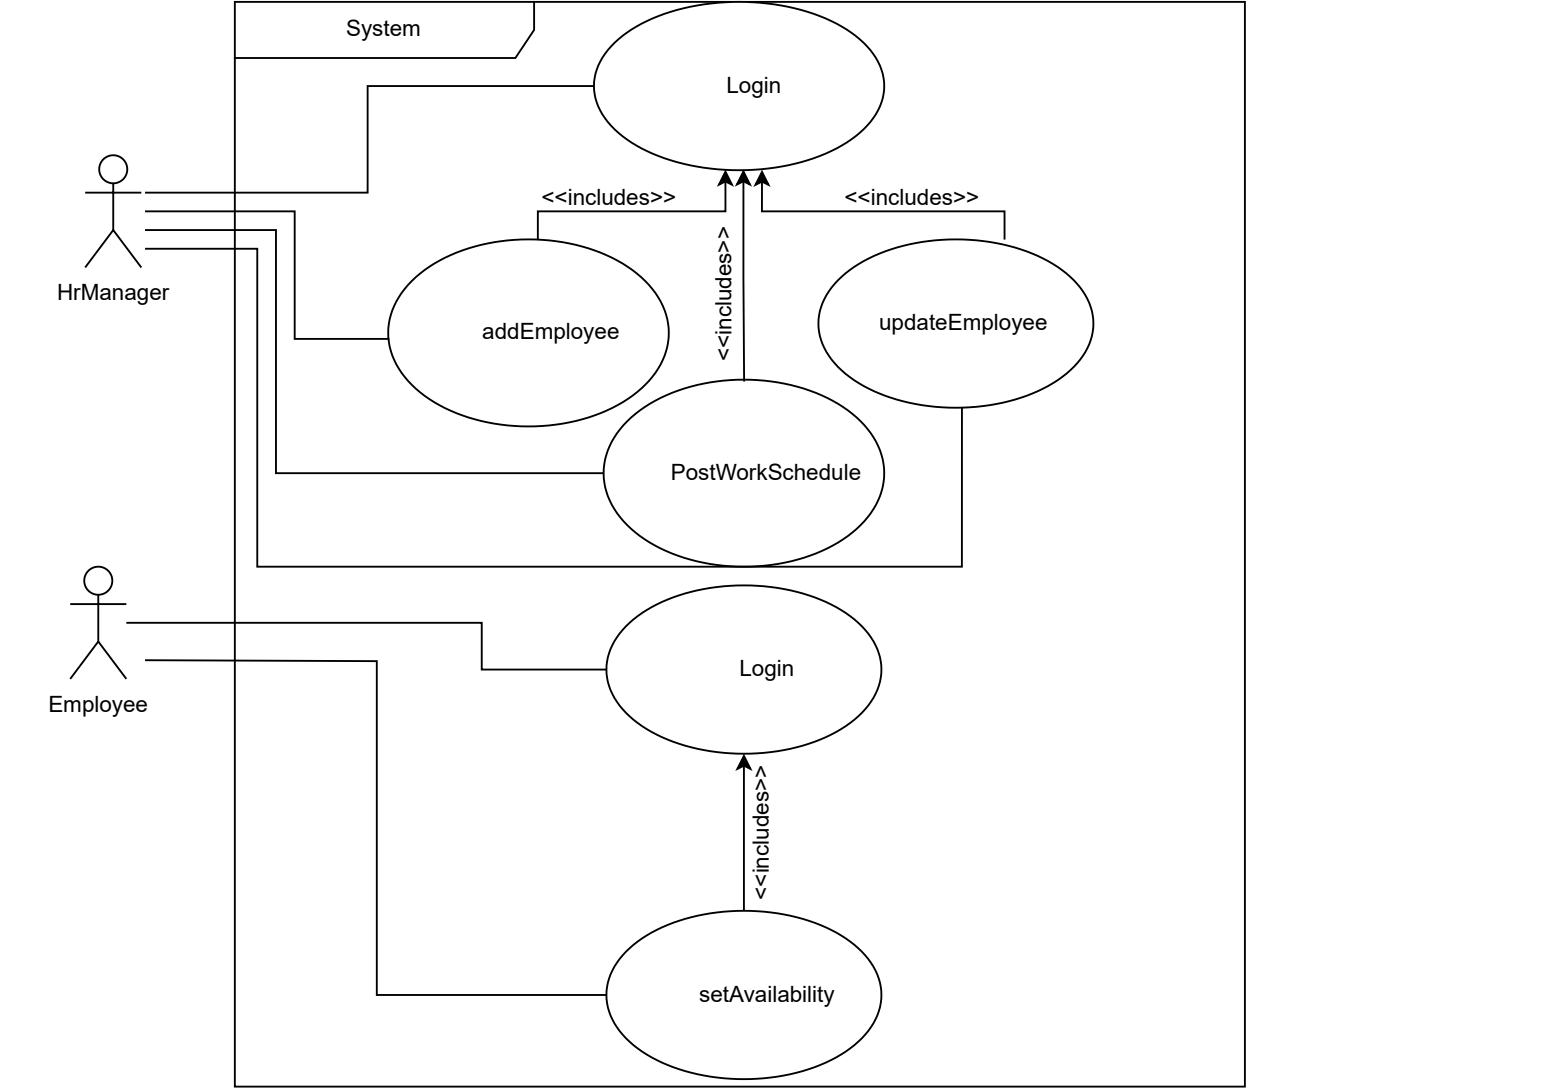 System
Login
HrManager
<<includes>>
<<includes>>
<<includes>>
addEmployee
updateEmployee
PostWorkSchedule
Employee
Login
<<includes>>
setAvailability